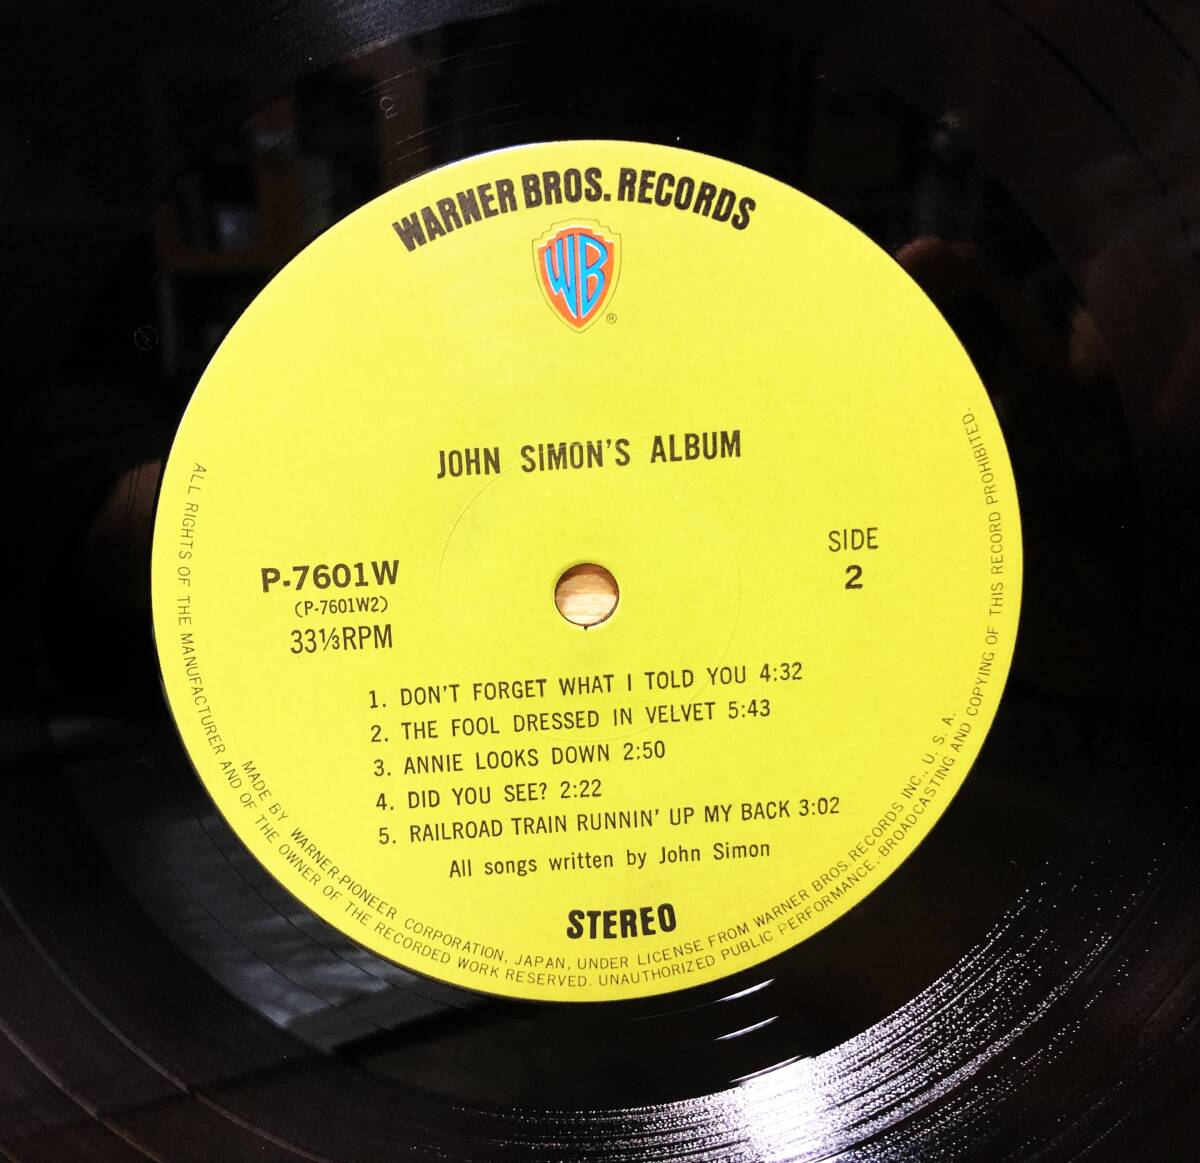 WARNER BROS. RECORDS
WB
®
JOHN SIMON'S ALBUM
P-7601W
(P-7601W2)
33⅓RPM
SIDE
2
1. DON'T FORGET WHAT I TOLD YOU 4:32
2. THE FOOL DRESSED IN VELVET 5:43
3. ANNIE LOOKS DOWN 2:50
4. DID YOU SEE? 2:22
5. RAILROAD TRAIN RUNNIN' UP MY BACK 3:02
All songs written by John Simon
STEREO
MADE BY WARNER-PIONEER CORPORATION, JAPAN, UNDER LICENSE FROM WARNER BROS. RECORDS INC., U. S. A.
ALL RIGHTS OF THE MANUFACTURER AND OF THE OWNER OF THE RECORDED WORK RESERVED. UNAUTHORIZED PUBLIC PERFORMANCE, BROADCASTING AND COPYING OF THIS RECORD PROHIBITED.